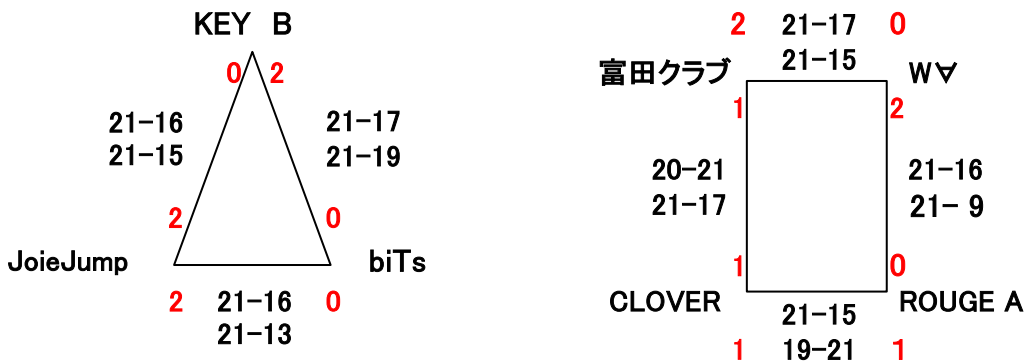 KEY B
0 2
21-16
21-15
21-17
21-19
2 0
JoieJump
biTs
2 21-16 0
21-13
2 21-17 0
21-15
富田クラブ
W∀
1 2
20-21
21-17
21-16
21- 9
1 0
CLOVER
ROUGE A
21-15
1 19-21 1